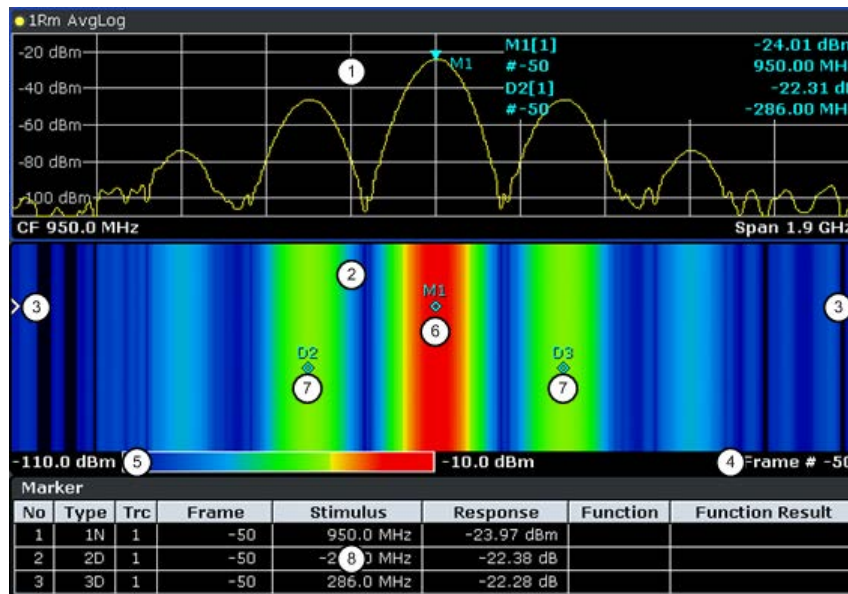 1Rm AvgLog
-20 dBm
-40 dBm
-60 dBm
-80 dBm
-100 dBm
M1
M1[1] -24.01 dBm
#-50 950.00 MH
D2[1] -22.31 d
#-50 -286.00 MH
1
CF 950.0 MHz Span 1.9 GHz
2
3 M1 3
6
D2 D3
7 7
-110.0 dBm 5 -10.0 dBm 4 Frame # -50
Marker
No Type Trc Frame Stimulus Response Function Function Result
1 1N 1 -50 950.0 MHz -23.97 dBm
2 2D 1 -50 8 MHz -22.38 dB
3 3D 1 -50 286.0 MHz -22.28 dB